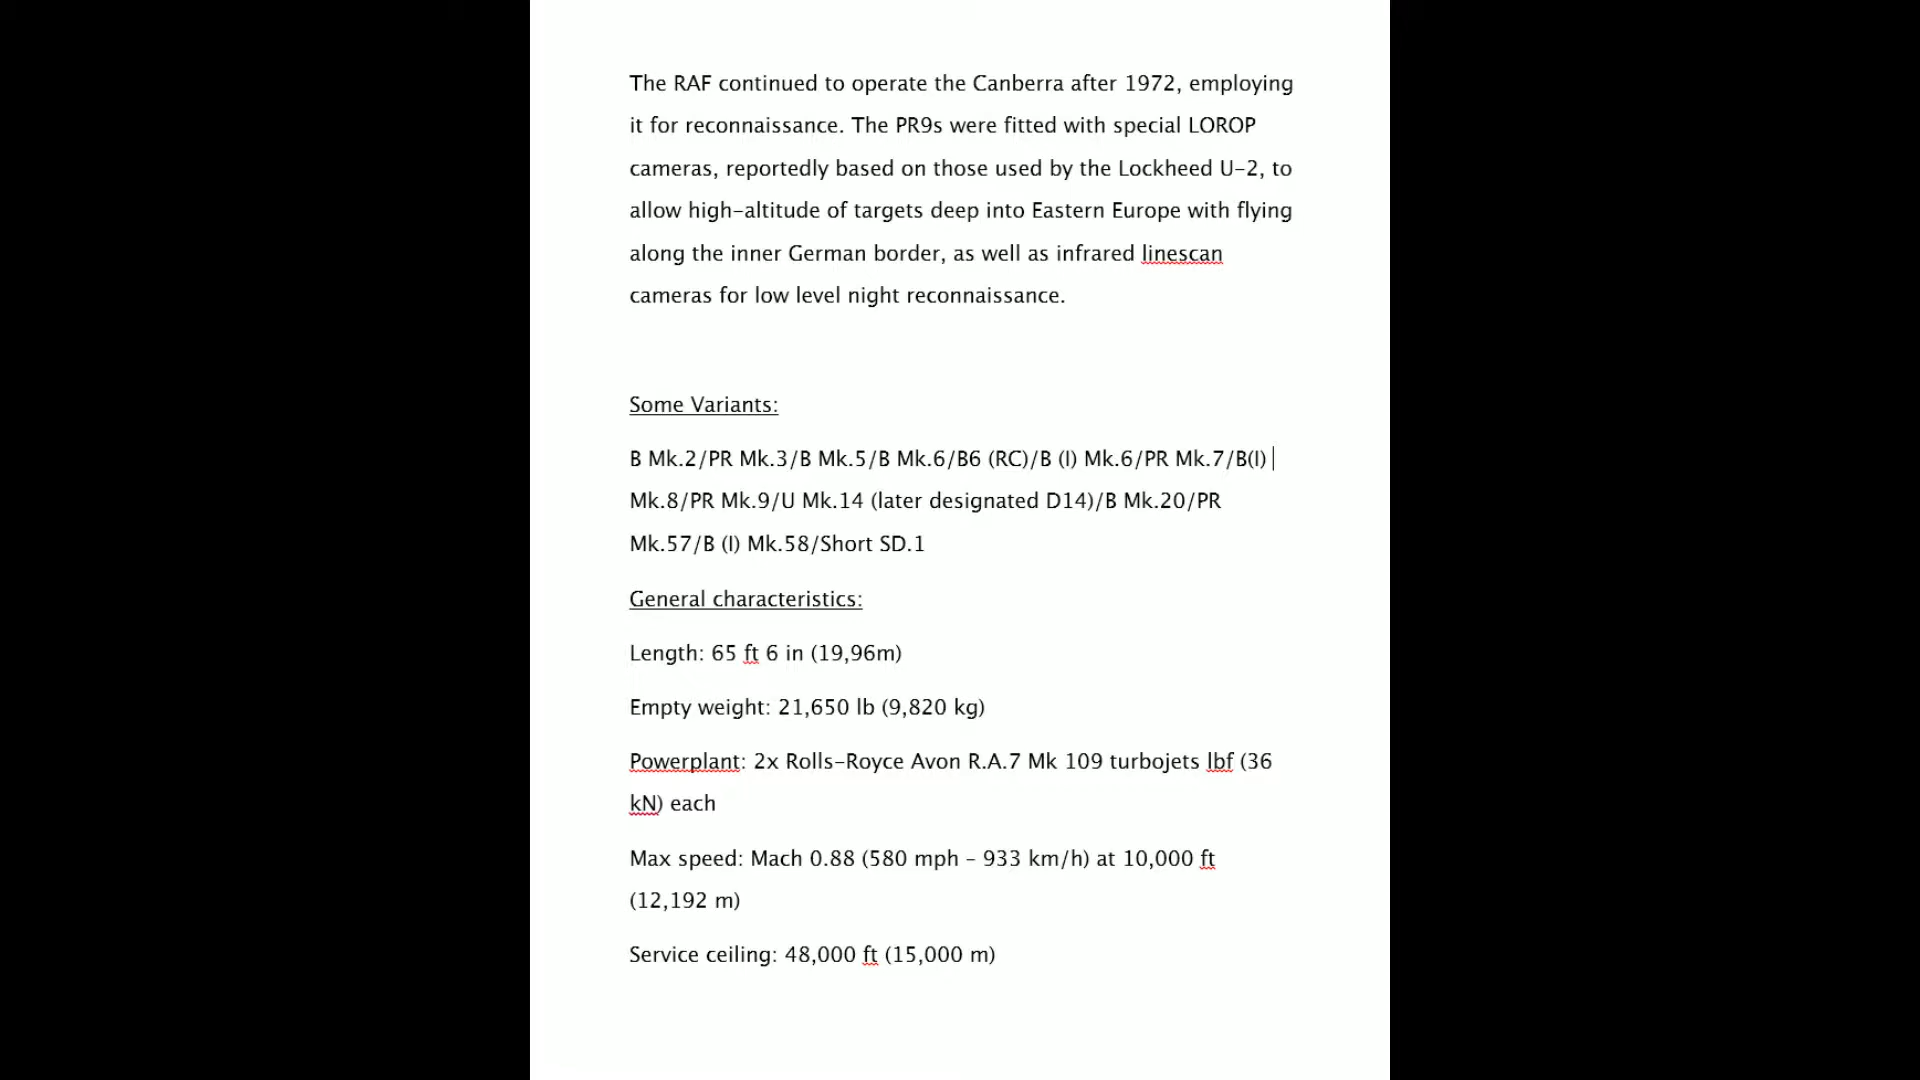 The RAF continued to operate the Canberra after 1972, employing
it for reconnaissance. The PR9s were fitted with special LOROP
cameras, reportedly based on those used by the Lockheed U-2, to
allow high-altitude of targets deep into Eastern Europe with flying
along the inner German border, as well as infrared linescan
cameras for low level night reconnaissance.
Some Variants:
B Mk.2/PR Mk.3/B Mk.5/B Mk.6/B6 (RC)/B (I) Mk.6/PR Mk.7/B(I)
Mk.8/PR Mk.9/U Mk.14 (later designated D14)/B Mk.20/PR
Mk.57/B (I) Mk.58/Short SD.1
General characteristics:
Length: 65 ft 6 in (19,96m)
Empty weight: 21,650 lb (9,820 kg)
Powerplant: 2x Rolls-Royce Avon R.A.7 Mk 109 turbojets lbf (36
kN) each
Max speed: Mach 0.88 (580 mph – 933 km/h) at 10,000 ft
(12,192 m)
Service ceiling: 48,000 ft (15,000 m)